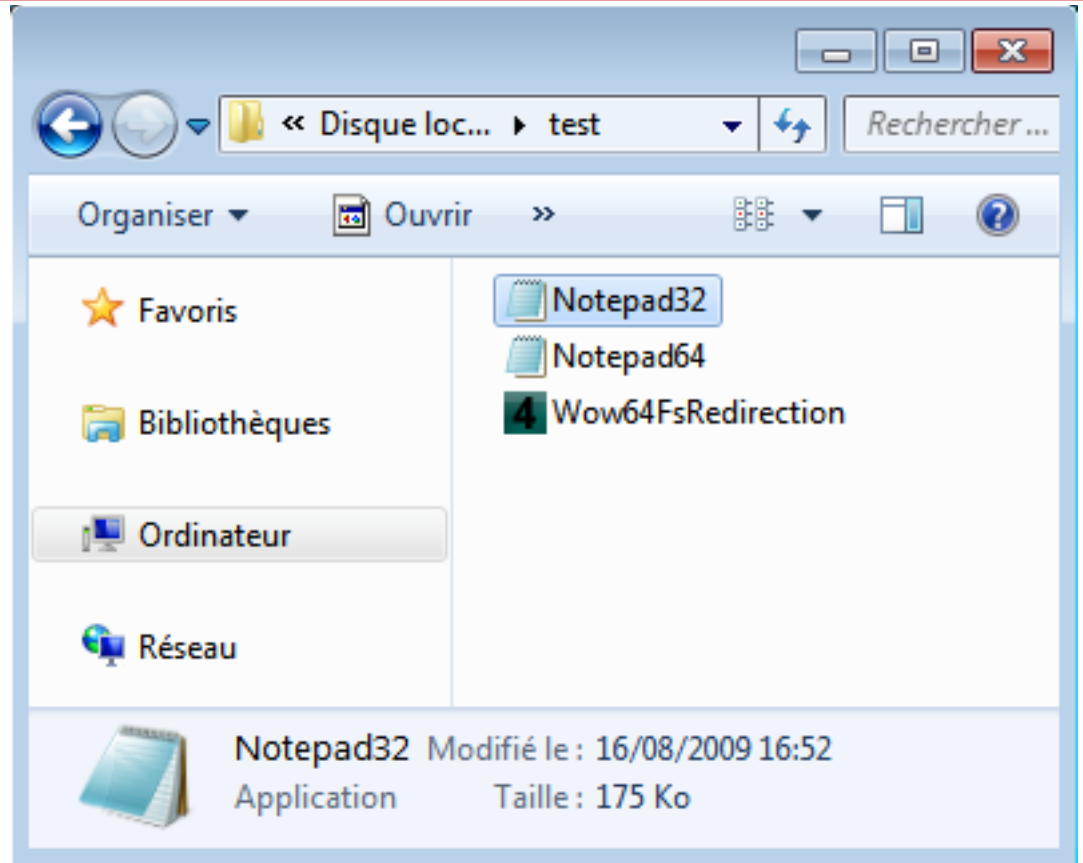 « Disque loc... test Rechercher ...
Organiser Ouvrir »
Favoris
Bibliothèques
Ordinateur
Réseau
Notepad32
Notepad64
4 Wow64FsRedirection
Notepad32 Modifié le : 16/08/2009 16:52
Application Taille : 175 Ko